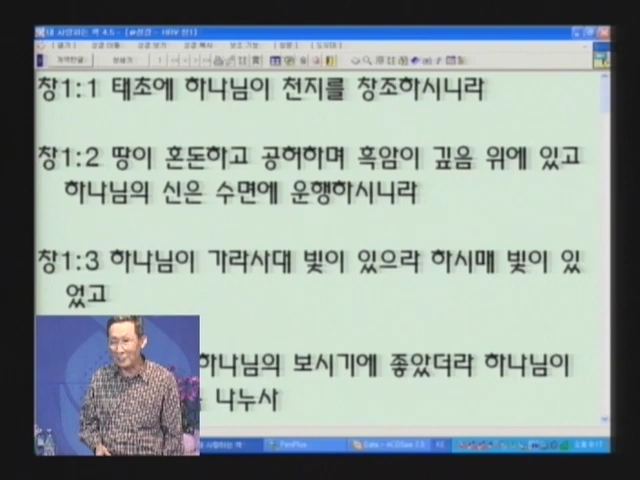 창1:1 태초에 하나님이 천지를 창조하시니라
창1:2 땅이 혼돈하고 공허하며 흑암이 깊음 위에 있고
하나님의 신은 수면에 운행하시니라
창1:3 하나님이 가라사대 빛이 있으라 하시매 빛이 있
었고
하나님의 보시기에 좋았더라 하나님이
나누사